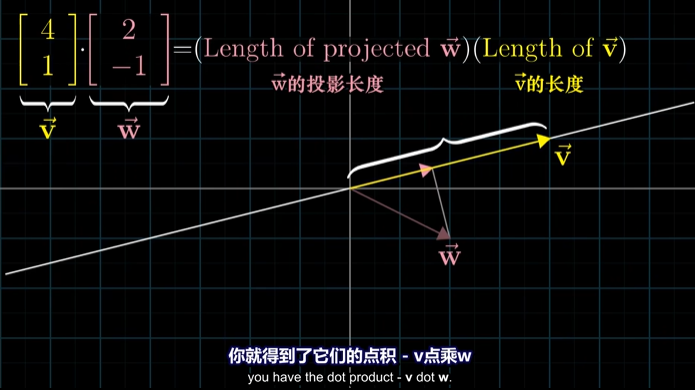 [4 1] · [2 −1] =(Length of projected w⃗)(Length of v⃗)
w⃗的投影长度 v⃗的长度
v⃗ w⃗
v⃗
w⃗
你就得到了它们的点积 - v点乘w
you have the dot product - v dot w.